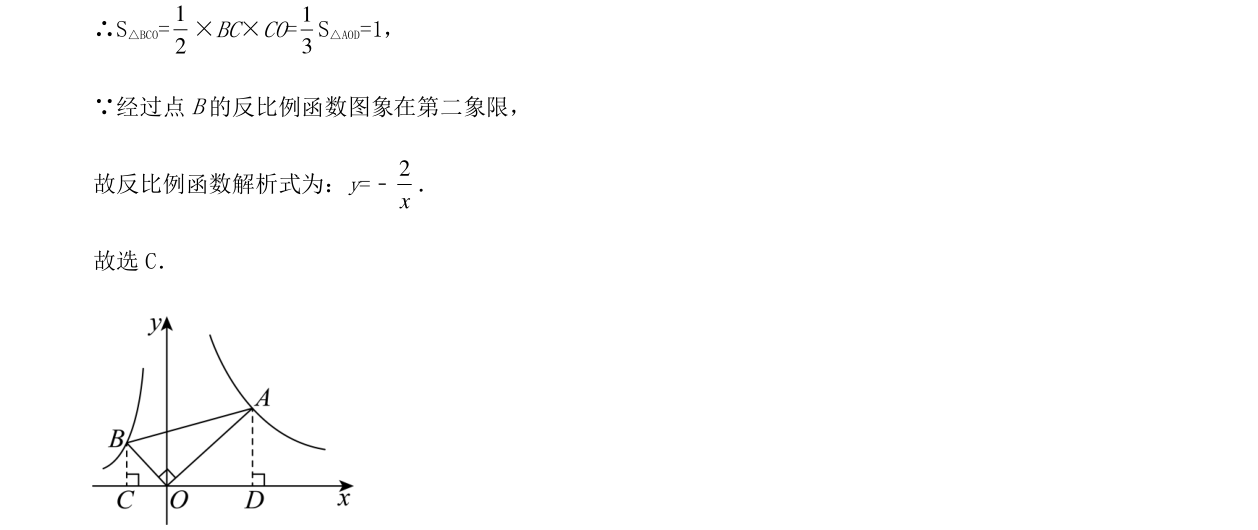 ∴S△BCO=1/2×BC×CO=1/3S△AOD=1，
∵经过点 B 的反比例函数图象在第二象限，
故反比例函数解析式为：y=﹣2/x．
故选 C．
y
A
B
C O D x